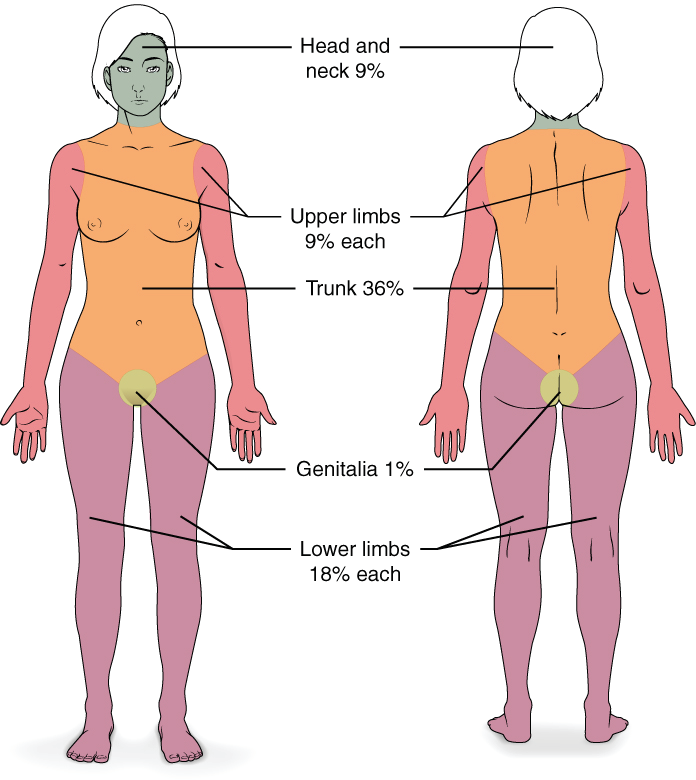 Head and
neck 9%
Upper limbs
9% each
Trunk 36%
Genitalia 1%
Lower limbs
18% each